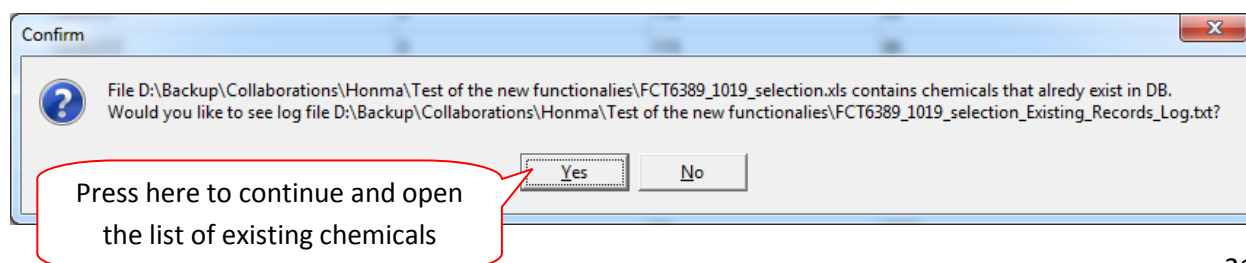 Confirm
File D:\Backup\Collaborations\Honma\Test of the new functionalies\FCT6389_1019_selection.xls contains chemicals that alredy exist in DB.
Would you like to see log file D:\Backup\Collaborations\Honma\Test of the new functionalies\FCT6389_1019_selection_Existing_Records_Log.txt?
Yes No
Press here to continue and open
the list of existing chemicals